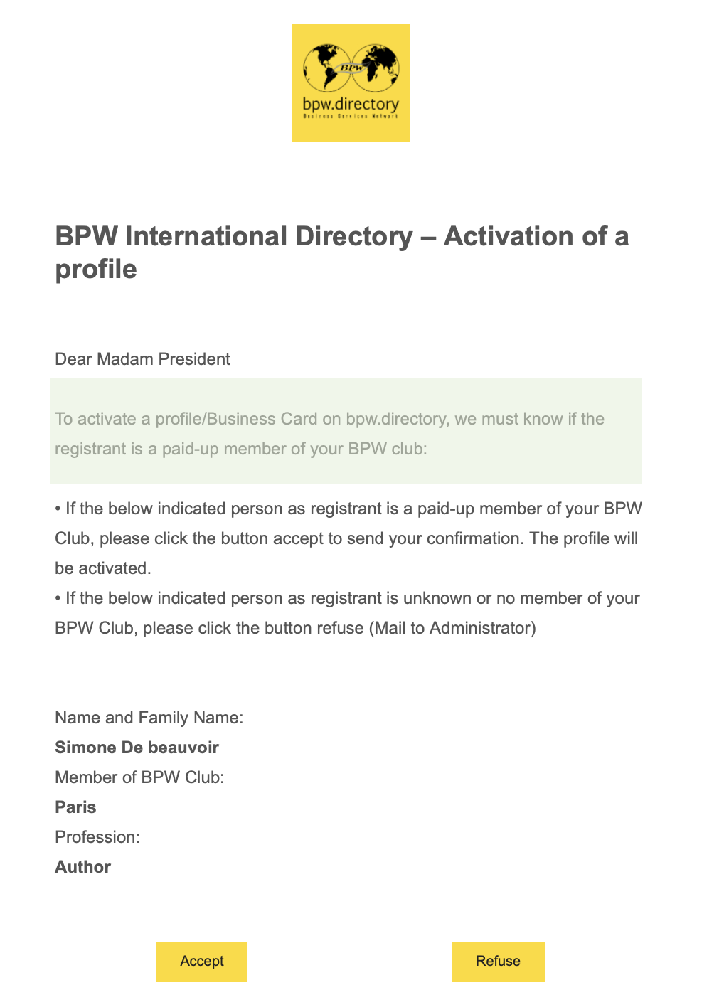 BPW
bpw.directory
Business Services Network
BPW International Directory – Activation of a
profile
Dear Madam President
To activate a profile/Business Card on bpw.directory, we must know if the
registrant is a paid-up member of your BPW club:
• If the below indicated person as registrant is a paid-up member of your BPW
Club, please click the button accept to send your confirmation. The profile will
be activated.
• If the below indicated person as registrant is unknown or no member of your
BPW Club, please click the button refuse (Mail to Administrator)
Name and Family Name:
Simone De beauvoir
Member of BPW Club:
Paris
Profession:
Author
Accept Refuse